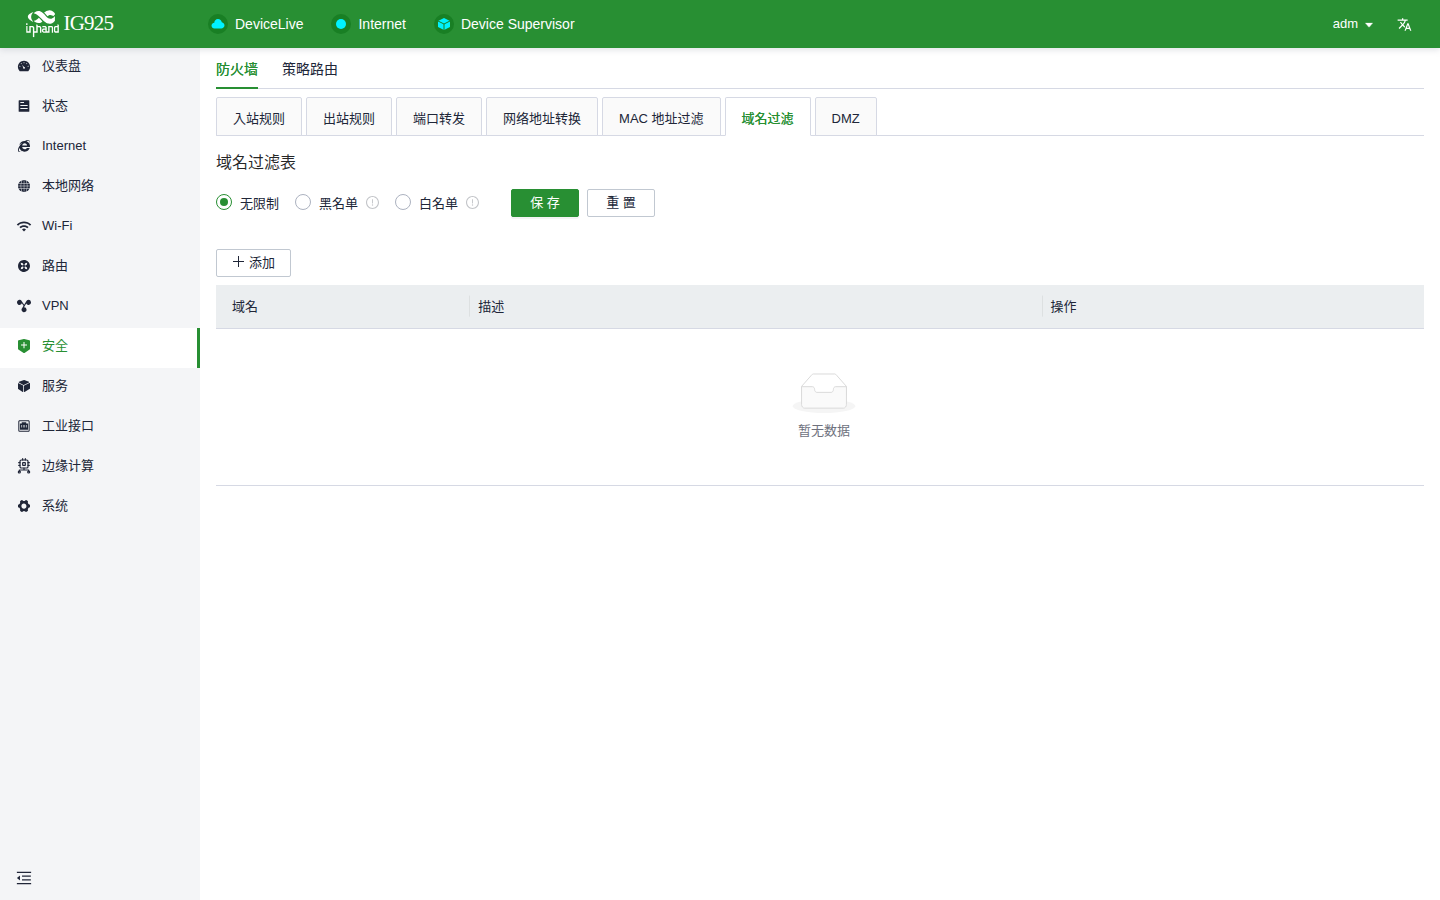 inhand IG925
DeviceLive
Internet
Device Supervisor
adm
仪表盘
状态
Internet
本地网络
Wi-Fi
路由
VPN
安全
服务
工业接口
边缘计算
系统
防火墙
策略路由
入站规则
出站规则
端口转发
网络地址转换
MAC 地址过滤
域名过滤
DMZ
域名过滤表
无限制
黑名单
白名单
保 存
重 置
添加
域名
描述
操作
暂无数据